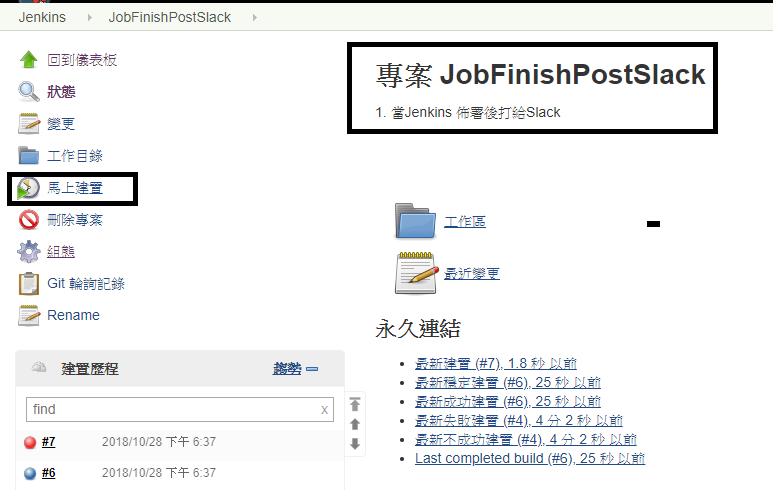 Jenkins JobFinishPostSlack
回到儀表板
狀態
變更
工作目錄
馬上建置
刪除專案
組態
Git 輪詢記錄
Rename
建置歷程 趨勢
find x
#7 2018/10/28 下午 6:37
#6 2018/10/28 下午 6:37
專案 JobFinishPostSlack
1. 當Jenkins 佈署後打給Slack
工作區
最近變更
永久連結
最新建置 (#7), 1.8 秒 以前
最新穩定建置 (#6), 25 秒 以前
最新成功建置 (#6), 25 秒 以前
最新失敗建置 (#4), 4 分 2 秒 以前
最新不成功建置 (#4), 4 分 2 秒 以前
Last completed build (#6), 25 秒 以前